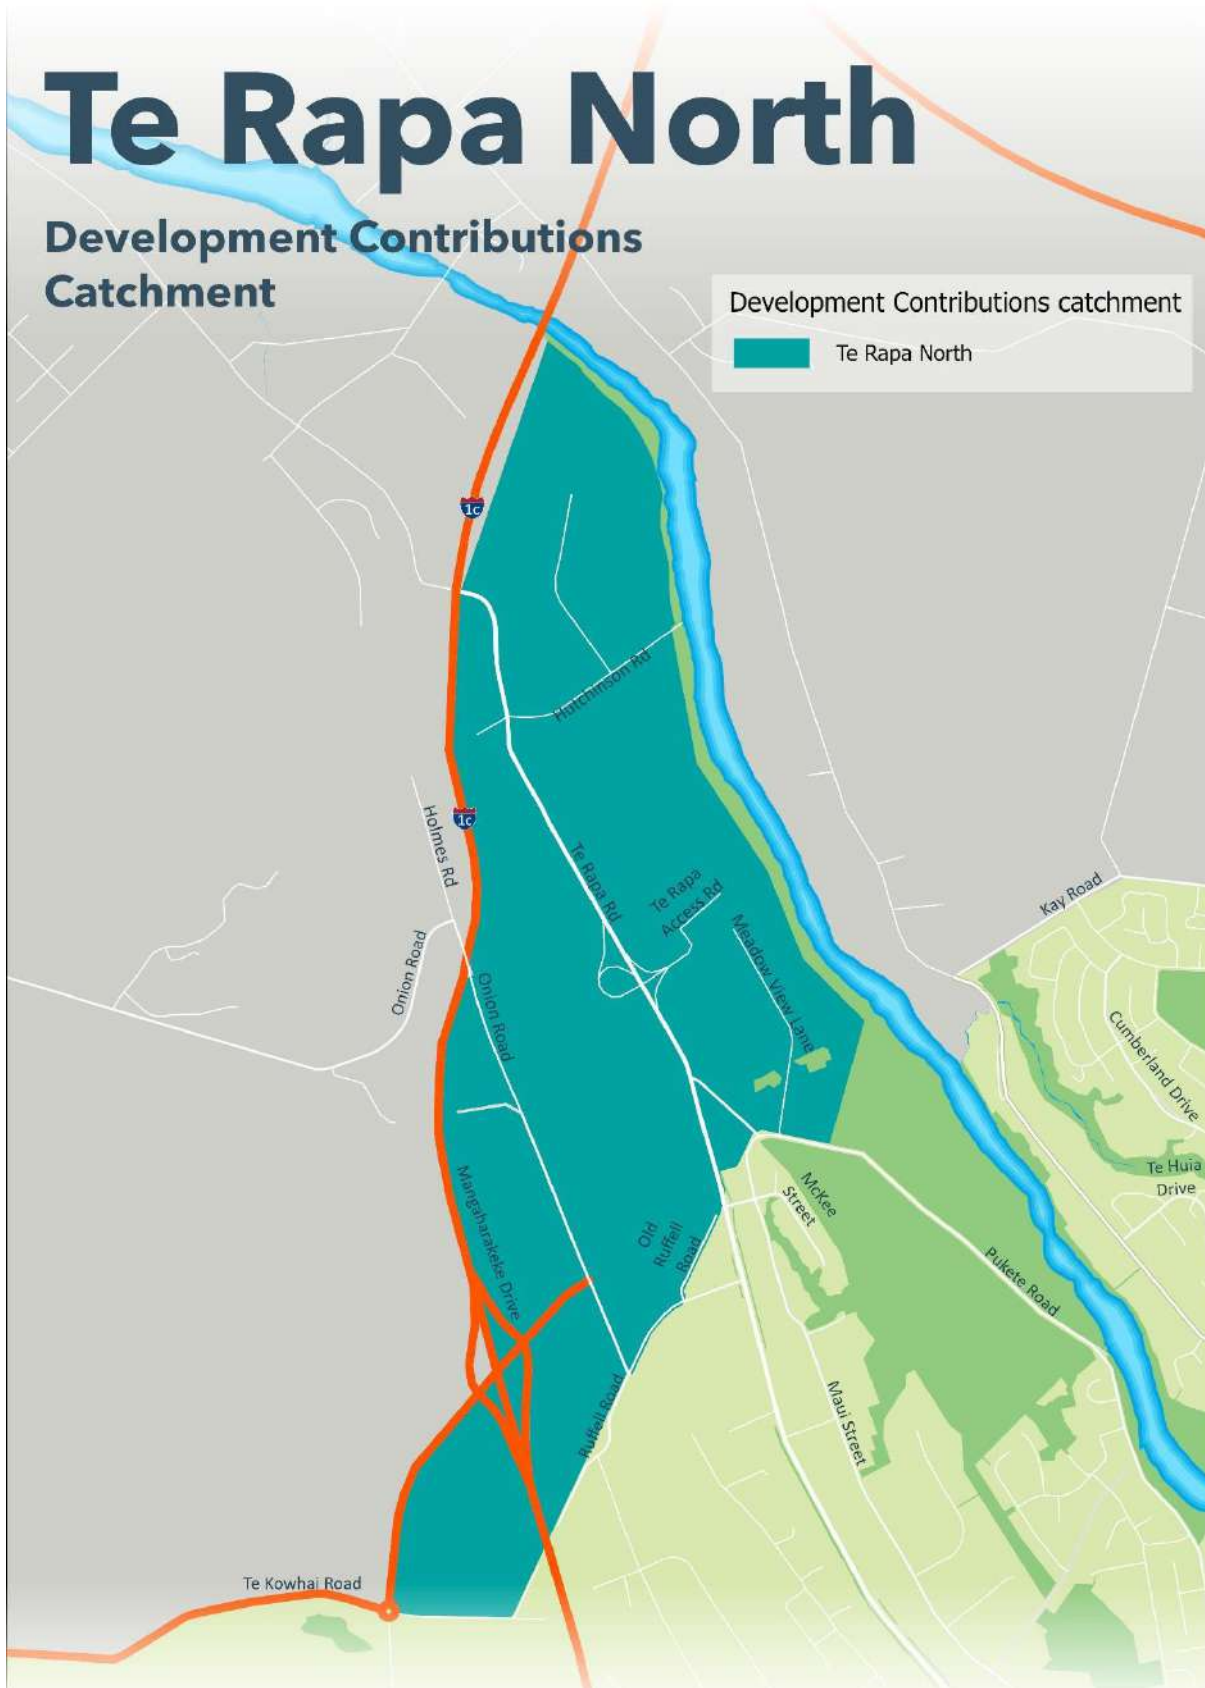 Te Rapa North
Development Contributions
Catchment
Development Contributions catchment
Te Rapa North
1c
Hutchinson Rd
1c
Holmes Rd
Te Rapa Rd
Te Rapa
Access Rd
Meadow View Lane
Kay Road
Onion Road
Onion Road
Cumberland Drive
Te Huia
Drive
Mangaharakeke Drive
McKee
Street
Old
Ruffell
Road
Pukete Road
Ruffell Road
Maui Street
Te Kowhai Road